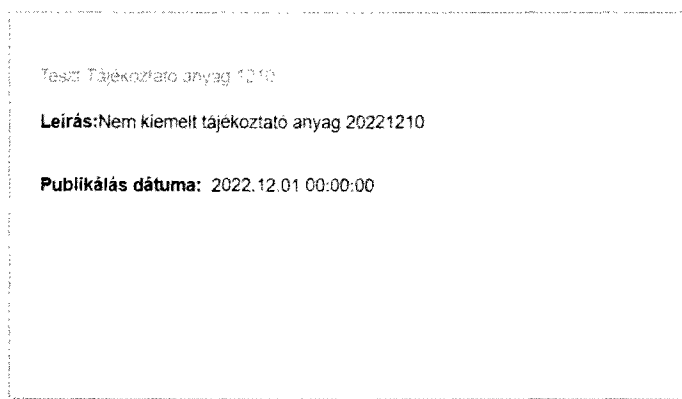 Teszt Tájékoztató anyag 1210
Leírás:Nem kiemelt tájékoztató anyag 20221210
Publikálás dátuma: 2022.12.01 00:00:00